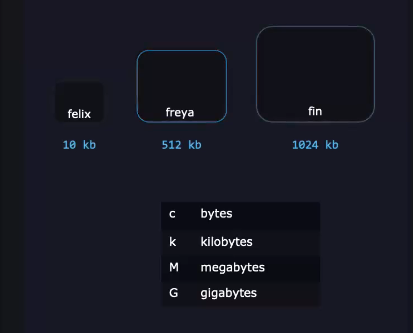 felix freya fin
10 kb 512 kb 1024 kb
c bytes
k kilobytes
M megabytes
G gigabytes